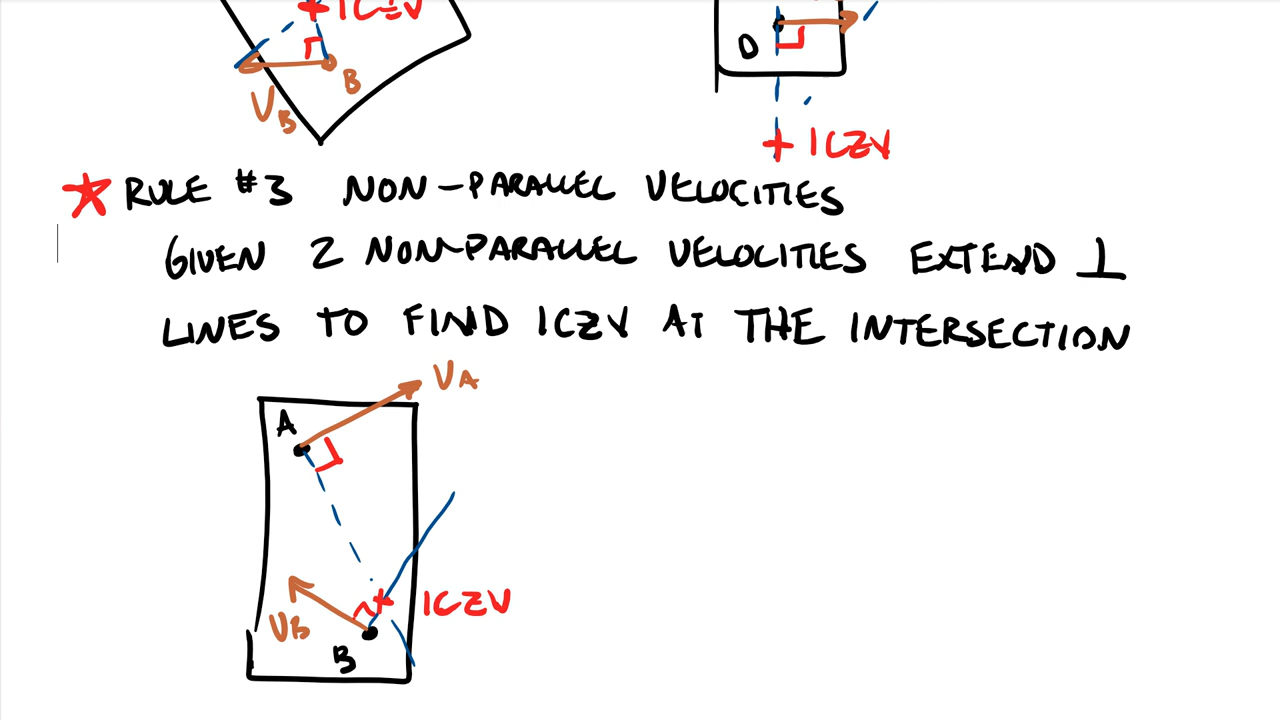 + ICZV
B
VB
D
+ ICZV
★ RULE #3 NON-PARALLEL VELOCITIES
GIVEN 2 NON-PARALLEL VELOCITIES EXTEND ⊥
LINES TO FIND ICZV AT THE INTERSECTION
VA
A
+ ICZV
VB
B